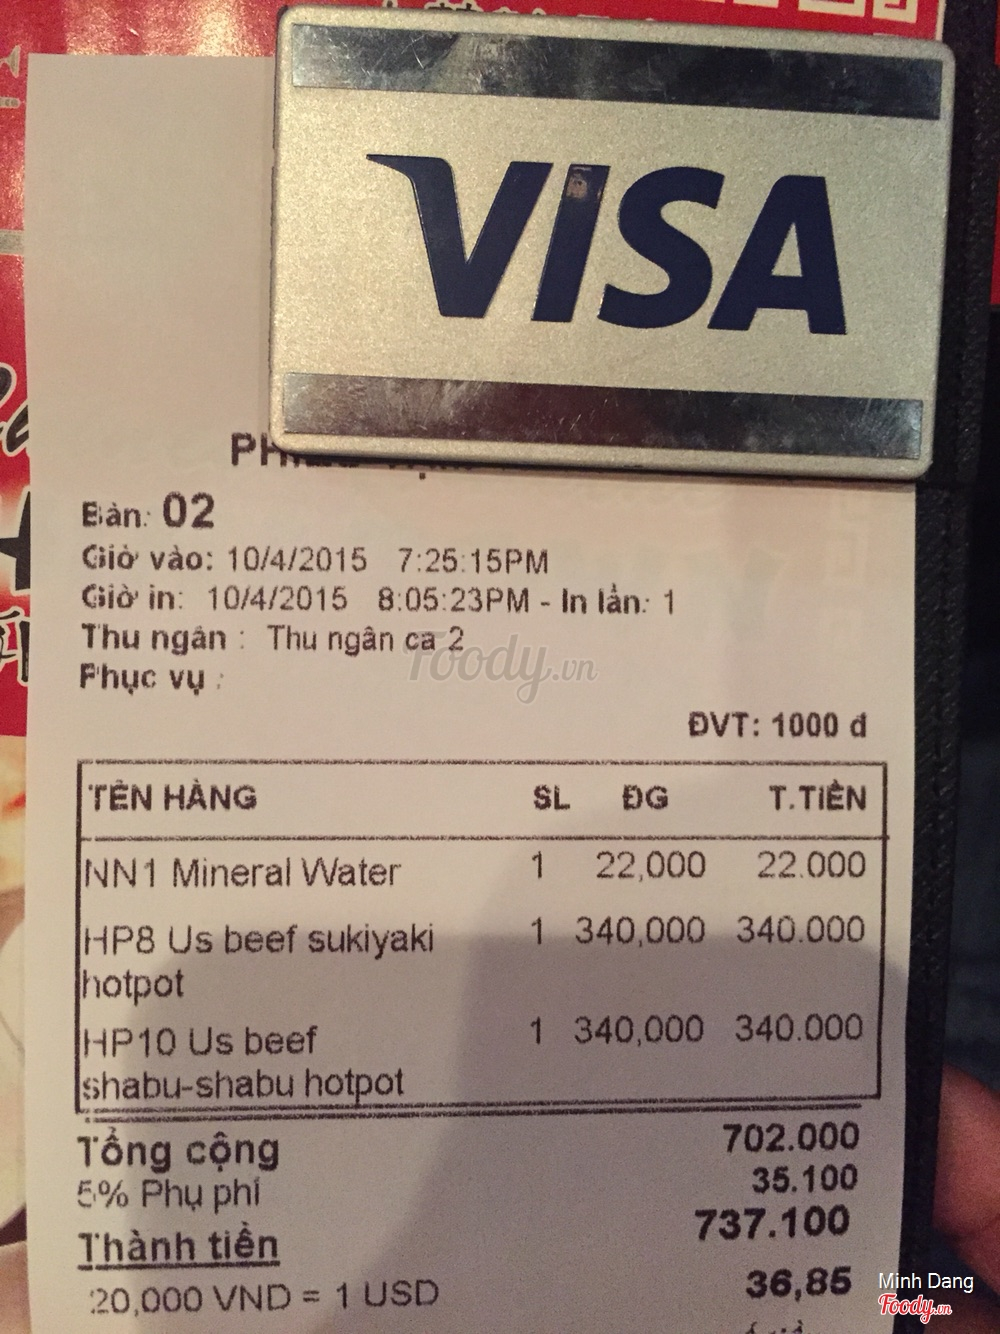 VISA
Bàn: 02
Giờ vào: 10/4/2015 7:25:15PM
Giờ in: 10/4/2015 8:05:23PM - In lần: 1
Thu ngân : Thu ngân ca 2
Phục vụ :
Foody.vn
ĐVT: 1000 đ
TÊN HÀNG SL ĐG T.TIỀN
NN1 Mineral Water 1 22,000 22.000
HP8 Us beef sukiyaki 1 340,000 340.000
hotpot
HP10 Us beef 1 340,000 340.000
shabu-shabu hotpot
Tổng cộng 702.000
5% Phụ phí 35.100
Thành tiền 737.100
20,000 VND = 1 USD 36,85
Minh Dang
Foody.vn